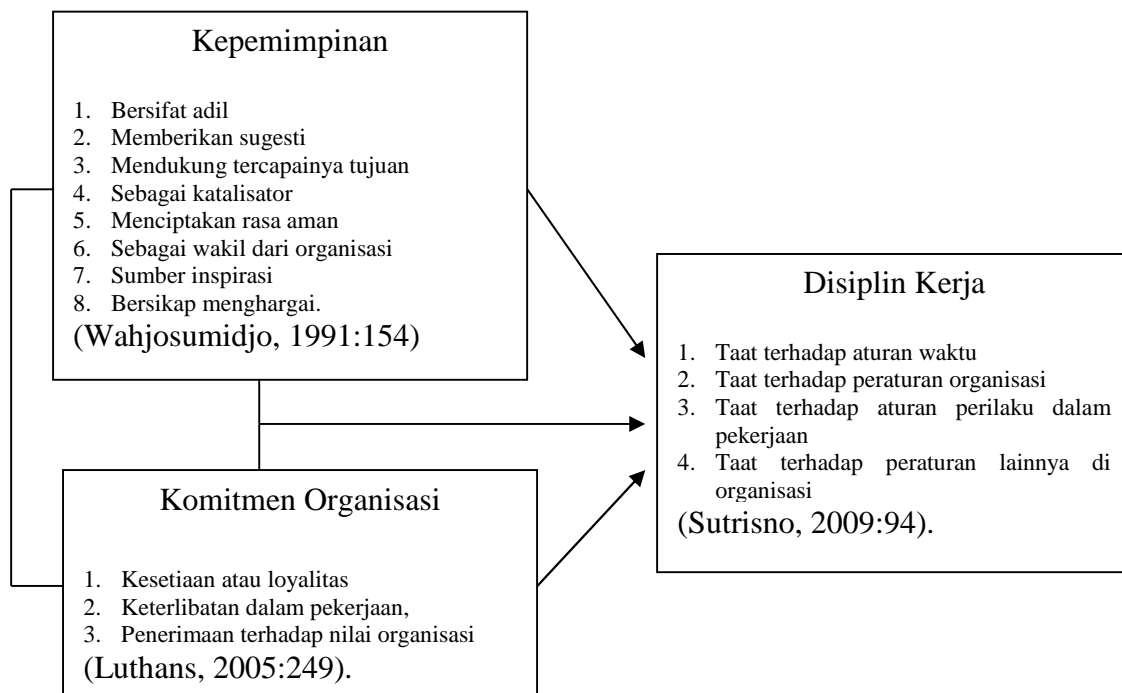 Kepemimpinan
1. Bersifat adil
2. Memberikan sugesti
3. Mendukung tercapainya tujuan
4. Sebagai katalisator
5. Menciptakan rasa aman
6. Sebagai wakil dari organisasi
7. Sumber inspirasi
8. Bersikap menghargai.
(Wahjosumidjo, 1991:154)
Komitmen Organisasi
1. Kesetiaan atau loyalitas
2. Keterlibatan dalam pekerjaan,
3. Penerimaan terhadap nilai organisasi
(Luthans, 2005:249).
Disiplin Kerja
1. Taat terhadap aturan waktu
2. Taat terhadap peraturan organisasi
3. Taat terhadap aturan perilaku dalam
pekerjaan
4. Taat terhadap peraturan lainnya di
organisasi
(Sutrisno, 2009:94).